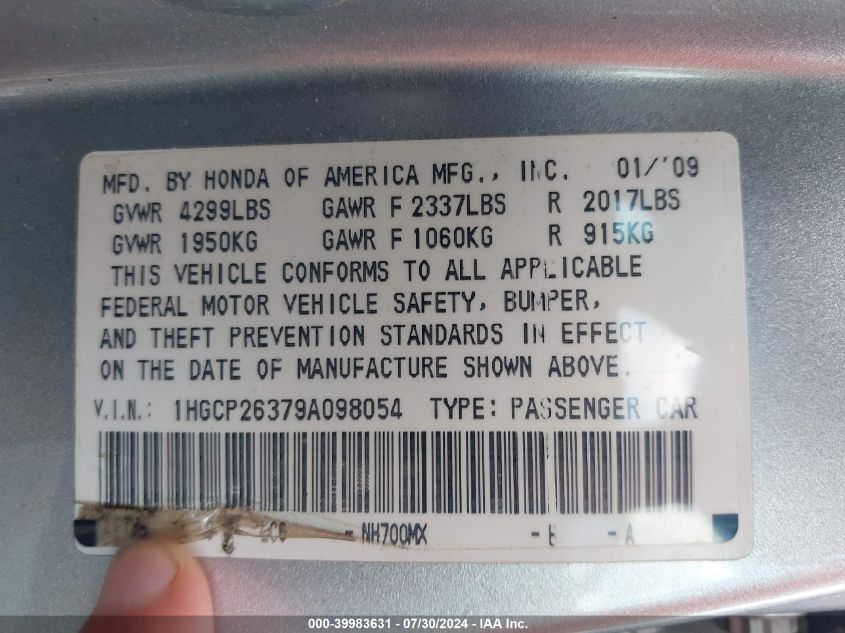 MFD. BY HONDA OF AMERICA MFG., INC. 01/'09
GVWR 4299LBS GAWR F 2337LBS R 2017LBS
GVWR 1950KG GAWR F 1060KG R 915KG
THIS VEHICLE CONFORMS TO ALL APPLICABLE
FEDERAL MOTOR VEHICLE SAFETY, BUMPER,
AND THEFT PREVENTION STANDARDS IN EFFECT
ON THE DATE OF MANUFACTURE SHOWN ABOVE.
V.I.N.: 1HGCP26379A098054 TYPE: PASSENGER CAR
- NH700MX - - A
000-39983631 / 07/30/2024 - IAA Inc.